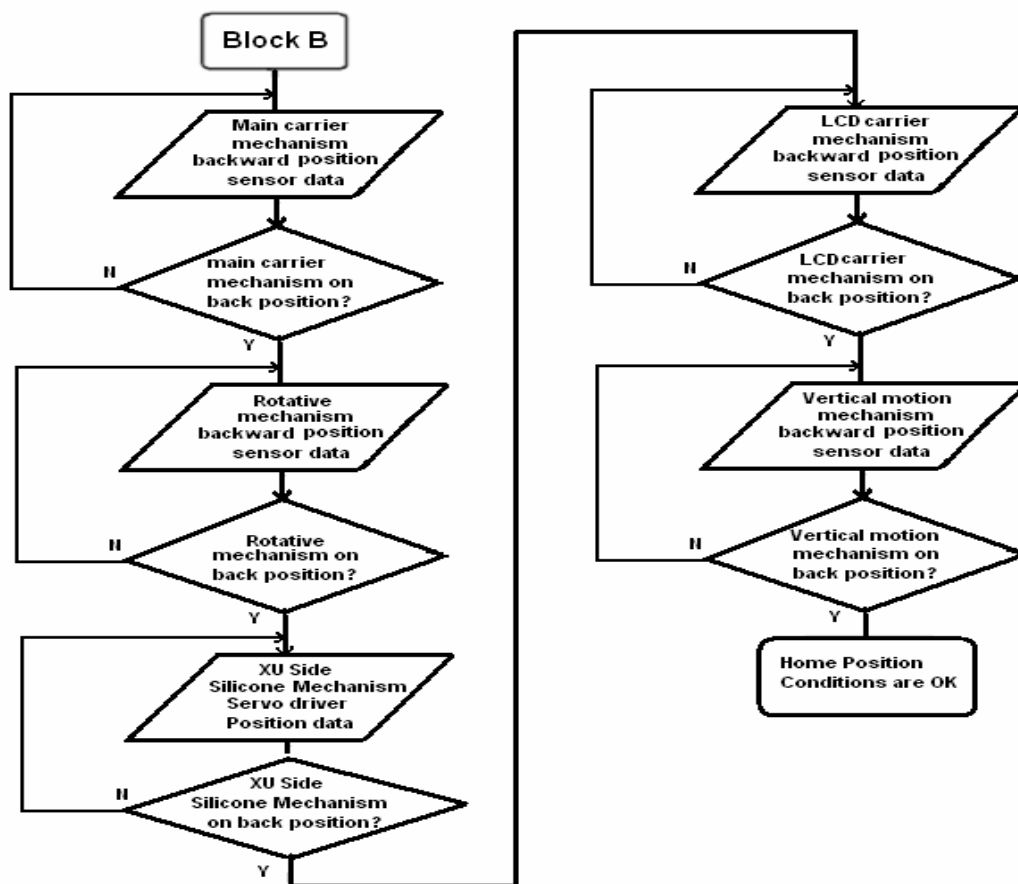 Block B
Main carrier
mechanism
backward position
sensor data
main carrier
mechanism on
back position?
N
Y
Rotative
mechanism
backward position
sensor data
Rotative
mechanism on
back position?
N
Y
XU Side
Silicone Mechanism
Servo driver
Position data
XU Side
Silicone Mechanism
on back position?
N
Y
LCD carrier
mechanism
backward position
sensor data
LCD carrier
mechanism on
back position?
N
Y
Vertical motion
mechanism
backward position
sensor data
Vertical motion
mechanism on
back position?
N
Y
Home Position
Conditions are OK